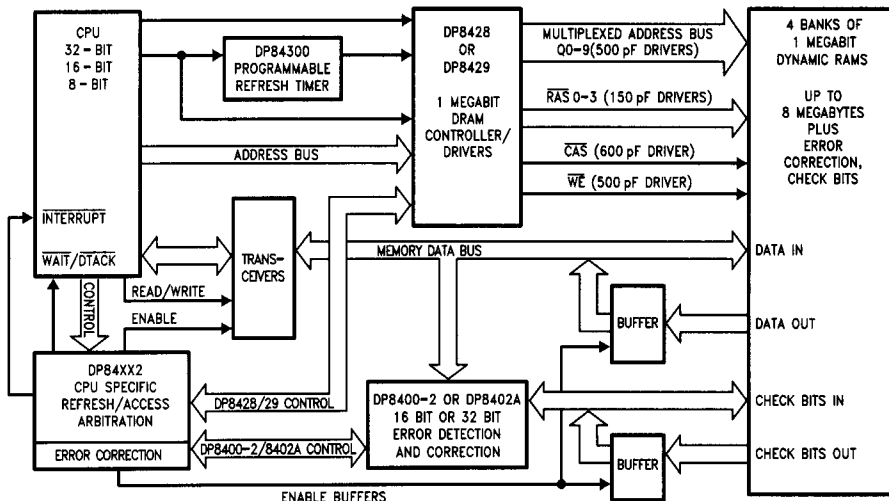 CPU
32-BIT
16-BIT
8-BIT
INTERRUPT
WAIT/DTACK
DP84300
PROGRAMMABLE
REFRESH TIMER
ADDRESS BUS
DP8428
OR
DP8429
1 MEGABIT
DRAM
CONTROLLER/
DRIVERS
MULTIPLEXED ADDRESS BUS
Q0-9(500 pF DRIVERS)
RAS 0-3 (150 pF DRIVERS)
CAS (600 pF DRIVER)
WE (500 pF DRIVER)
4 BANKS OF
1 MEGABIT
DYNAMIC RAMS
UP TO
8 MEGABYTES
PLUS
ERROR
CORRECTION,
CHECK BITS
DATA IN
DATA OUT
CHECK BITS IN
CHECK BITS OUT
TRANS-
CEIVERS
MEMORY DATA BUS
CONTROL
READ/WRITE
ENABLE
BUFFER
DP84XX2
CPU SPECIFIC
REFRESH/ACCESS
ARBITRATION
ERROR CORRECTION
DP8428/29 CONTROL
DP8400-2/8402A CONTROL
DP8400-2 OR DP8402A
16 BIT OR 32 BIT
ERROR DETECTION
AND CORRECTION
BUFFER
ENABLE BUFFERS